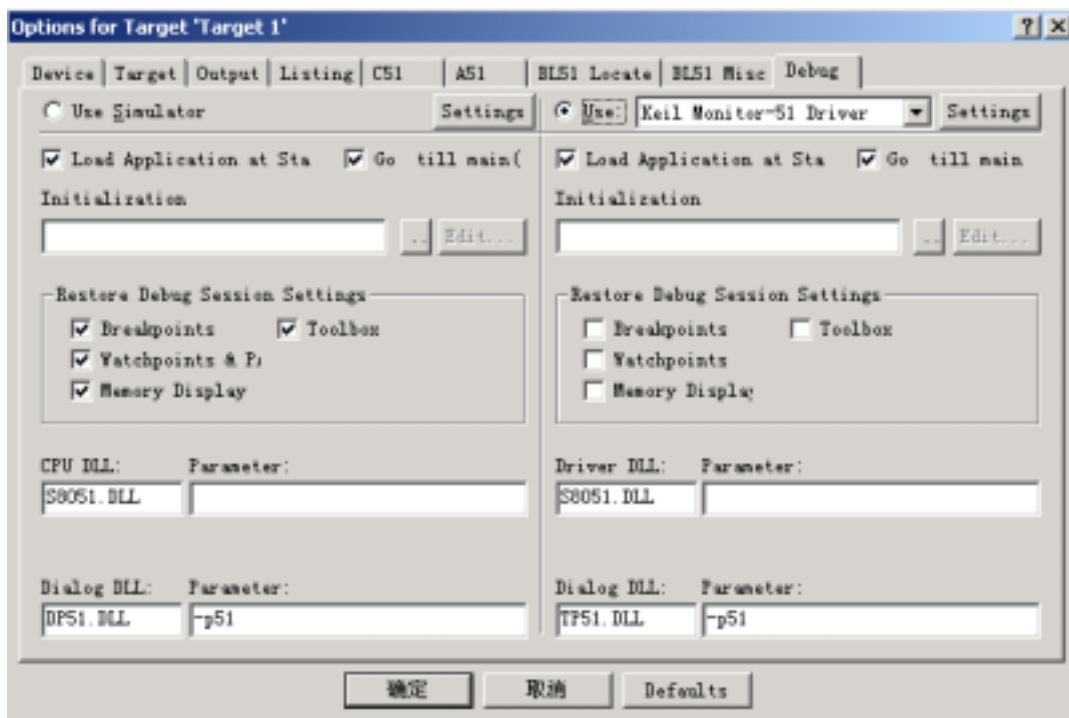 Options for Target 'Target 1'
Device Target Output Listing C51 A51 BL51 Locate BL51 Misc Debug
Use Simulator Settings Use: Keil Monitor-51 Driver Settings
Load Application at Sta Go till main( Load Application at Sta Go till main
Initialization Initialization
.. Edit... .. Edit...
Restore Debug Session Settings Restore Debug Session Settings
Breakpoints Toolbox Breakpoints Toolbox
Watchpoints & Pa Watchpoints
Memory Display Memory Display
CPU DLL: Parameter: Driver DLL: Parameter:
S8051.DLL S8051.DLL
Dialog DLL: Parameter: Dialog DLL: Parameter:
DP51.DLL -p51 TP51.DLL -p51
确定 取消 Defaults